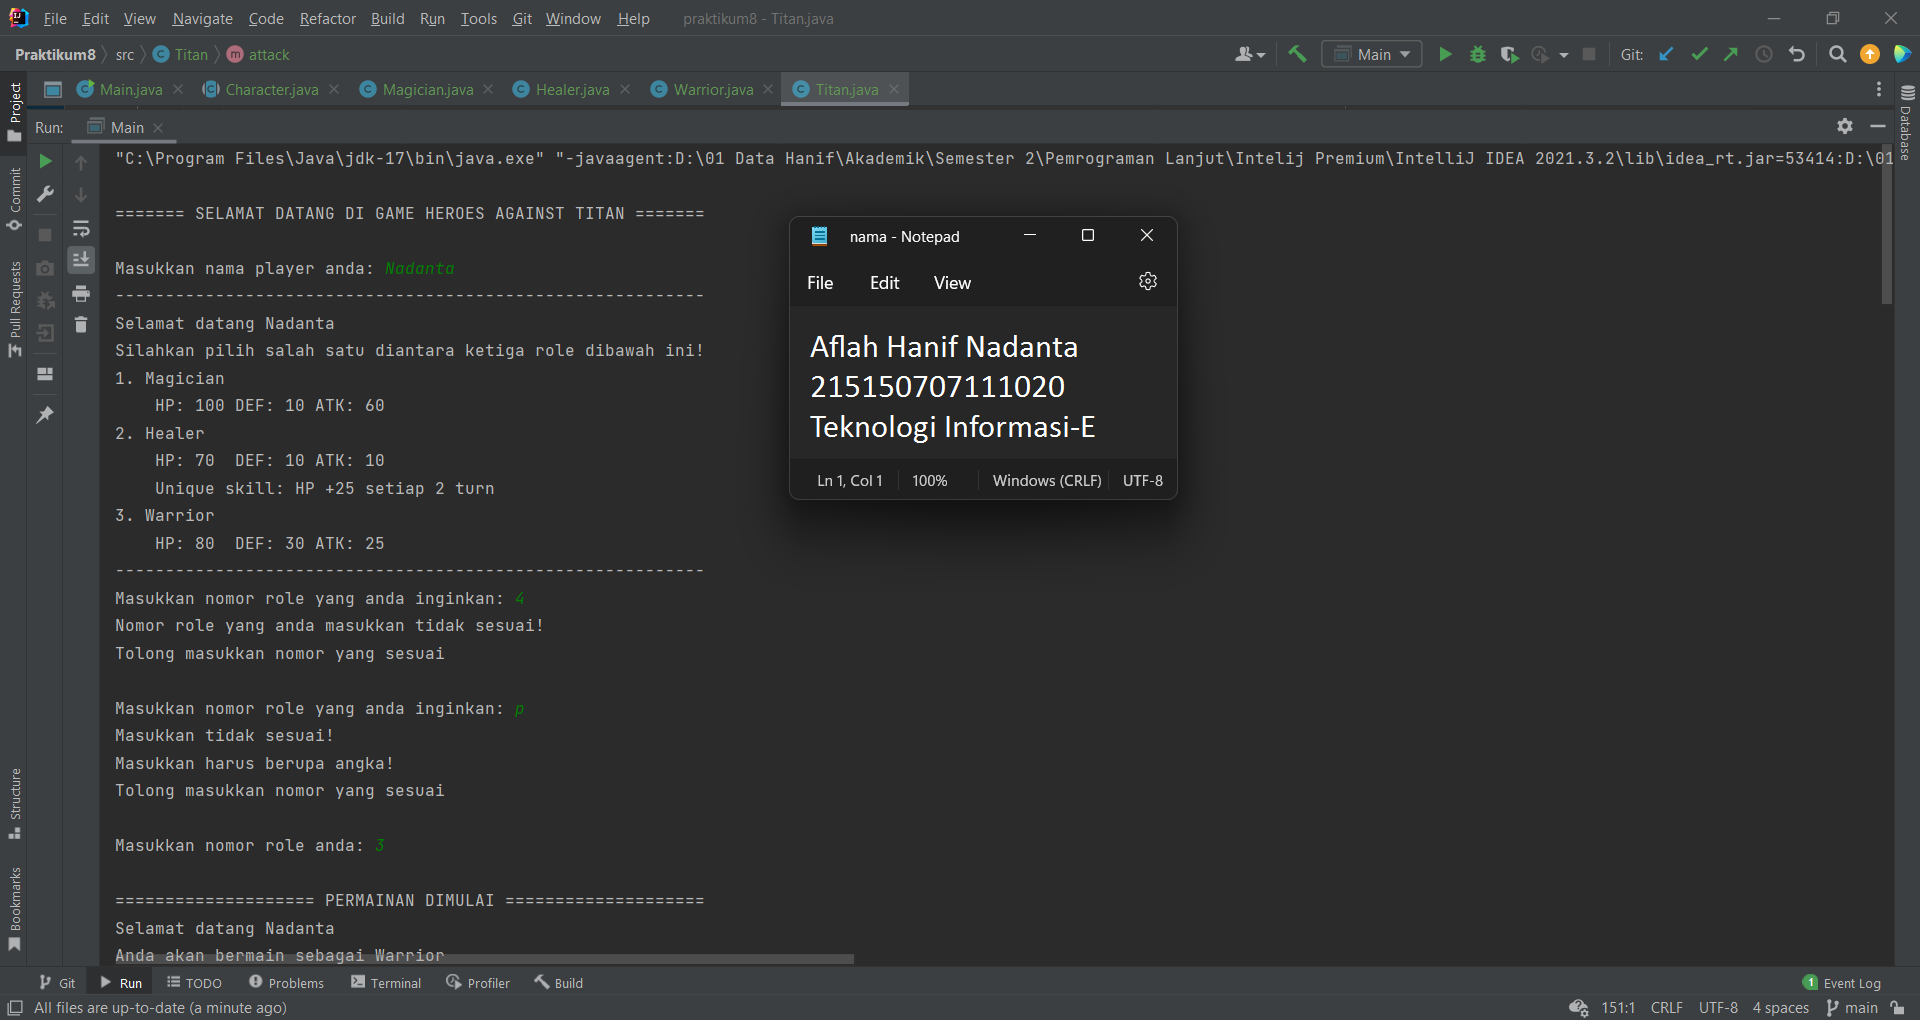 File Edit View Navigate Code Refactor Build Run Tools Git Window Help praktikum8 - Titan.java
Praktikum8 src Titan attack Main Git:
Main.java Character.java Magician.java Healer.java Warrior.java Titan.java
Run: Main
"C:\Program Files\Java\jdk-17\bin\java.exe" "-javaagent:D:\01 Data Hanif\Akademik\Semester 2\Pemrograman Lanjut\Intelij Premium\IntelliJ IDEA 2021.3.2\lib\idea_rt.jar=53414:D:\01
======= SELAMAT DATANG DI GAME HEROES AGAINST TITAN =======
Masukkan nama player anda: Nadanta
-----------------------------------------------------------
Selamat datang Nadanta
Silahkan pilih salah satu diantara ketiga role dibawah ini!
1. Magician
HP: 100 DEF: 10 ATK: 60
2. Healer
HP: 70  DEF: 10 ATK: 10
Unique skill: HP +25 setiap 2 turn
3. Warrior
HP: 80  DEF: 30 ATK: 25
-----------------------------------------------------------
Masukkan nomor role yang anda inginkan: 4
Nomor role yang anda masukkan tidak sesuai!
Tolong masukkan nomor yang sesuai
Masukkan nomor role yang anda inginkan: p
Masukkan tidak sesuai!
Masukkan harus berupa angka!
Tolong masukkan nomor yang sesuai
Masukkan nomor role anda: 3
==================== PERMAINAN DIMULAI ====================
Selamat datang Nadanta
Anda akan bermain sebagai Warrior
nama - Notepad
File Edit View
Aflah Hanif Nadanta
215150707111020
Teknologi Informasi-E
Ln 1, Col 1 100% Windows (CRLF) UTF-8
Project
Commit
Pull Requests
Structure
Bookmarks
Database
Git Run TODO Problems Terminal Profiler Build 1 Event Log
All files are up-to-date (a minute ago) 151:1 CRLF UTF-8 4 spaces main